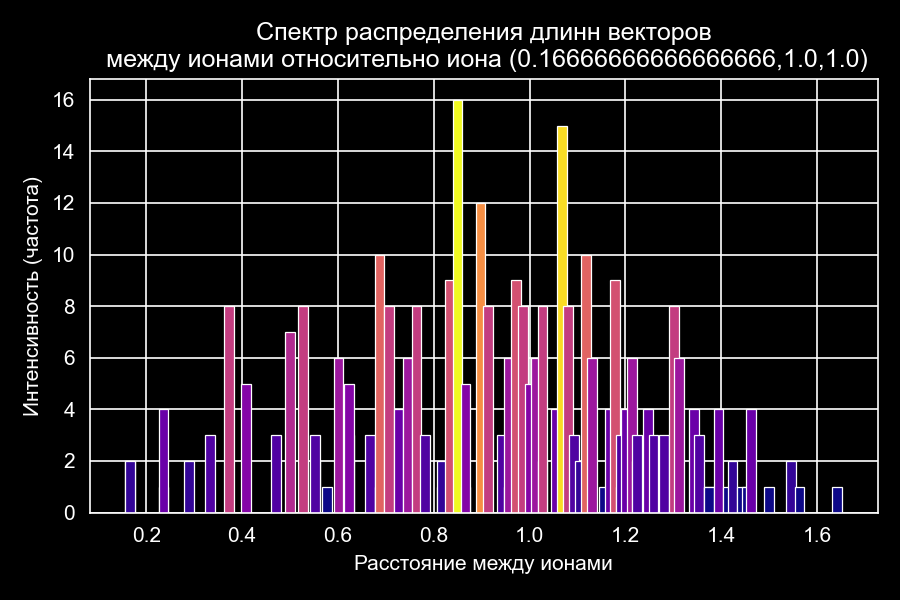 Спектр распределения длинн векторов
между ионами относительно иона (0.16666666666666666,1.0,1.0)
16
14
12
10
8
6
4
2
0
Интенсивность (частота)
0.2 0.4 0.6 0.8 1.0 1.2 1.4 1.6
Расстояние между ионами